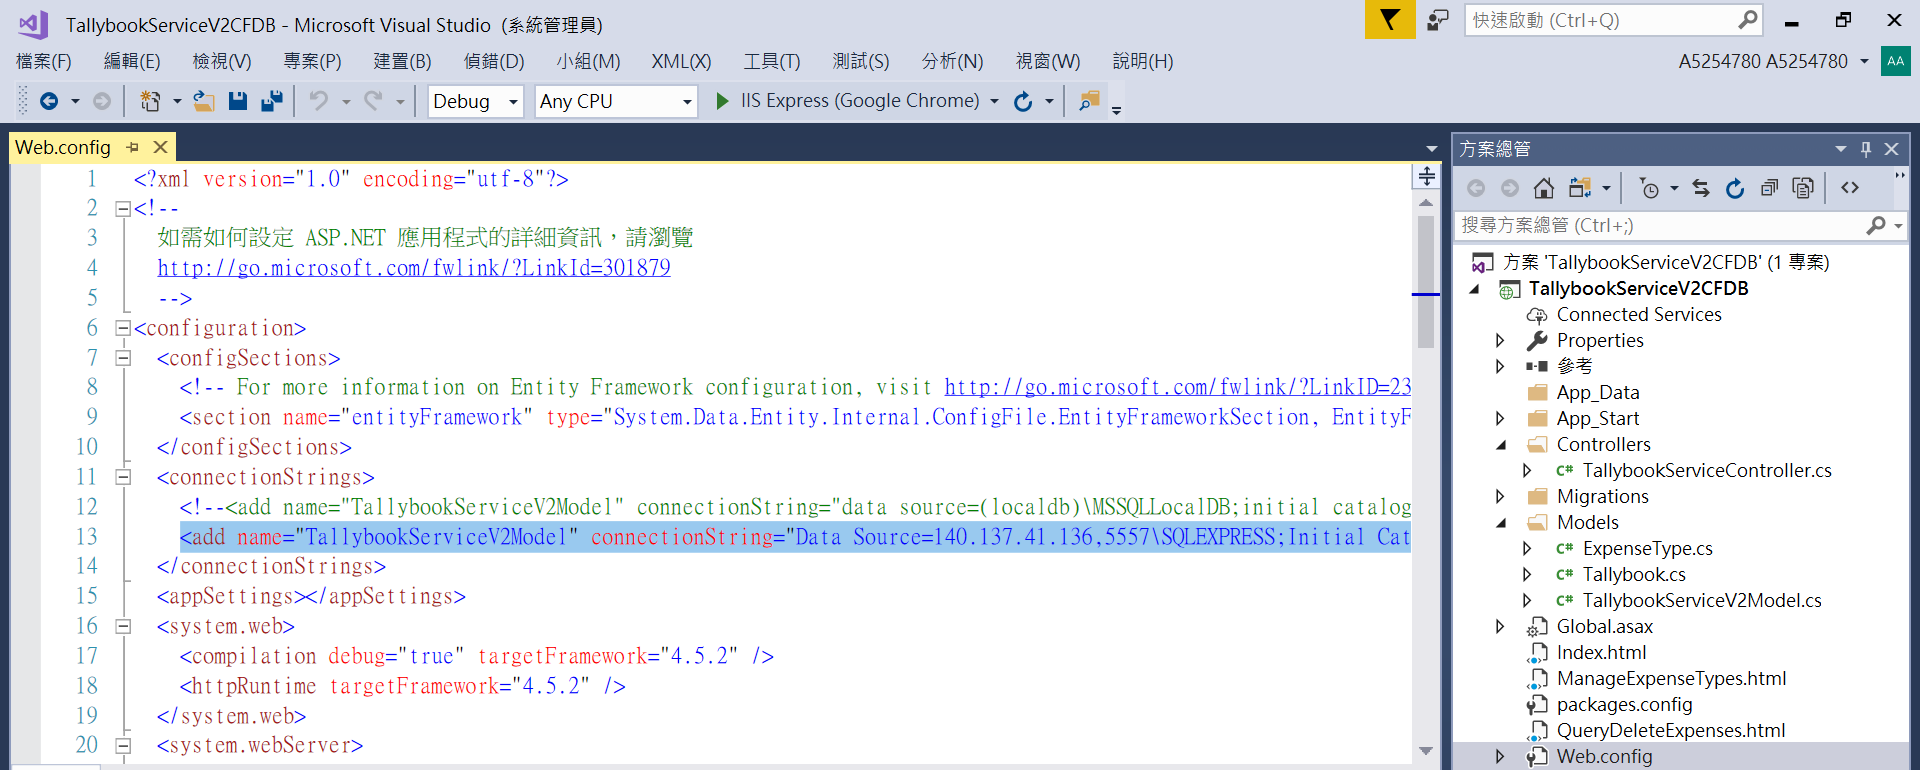 TallybookServiceV2CFDB - Microsoft Visual Studio (系統管理員)
快速啟動 (Ctrl+Q)
檔案(F) 編輯(E) 檢視(V) 專案(P) 建置(B) 偵錯(D) 小組(M) XML(X) 工具(T) 測試(S) 分析(N) 視窗(W) 說明(H)
A5254780 A5254780 AA
Debug Any CPU IIS Express (Google Chrome)
Web.config
1 <?xml version="1.0" encoding="utf-8"?>
2 <!--
3 如需如何設定 ASP.NET 應用程式的詳細資訊，請瀏覽
4 http://go.microsoft.com/fwlink/?LinkId=301879
5 -->
6 <configuration>
7 <configSections>
8 <!-- For more information on Entity Framework configuration, visit http://go.microsoft.com/fwlink/?LinkID=23
9 <section name="entityFramework" type="System.Data.Entity.Internal.ConfigFile.EntityFrameworkSection, EntityF
10 </configSections>
11 <connectionStrings>
12 <!--<add name="TallybookServiceV2Model" connectionString="data source=(localdb)\MSSQLLocalDB;initial catalog
13 <add name="TallybookServiceV2Model" connectionString="Data Source=140.137.41.136,5557\SQLEXPRESS;Initial Cat
14 </connectionStrings>
15 <appSettings></appSettings>
16 <system.web>
17 <compilation debug="true" targetFramework="4.5.2" />
18 <httpRuntime targetFramework="4.5.2" />
19 </system.web>
20 <system.webServer>
方案總管
搜尋方案總管 (Ctrl+;)
方案 'TallybookServiceV2CFDB' (1 專案)
TallybookServiceV2CFDB
Connected Services
Properties
參考
App_Data
App_Start
Controllers
C# TallybookServiceController.cs
Migrations
Models
C# ExpenseType.cs
C# Tallybook.cs
C# TallybookServiceV2Model.cs
Global.asax
Index.html
ManageExpenseTypes.html
packages.config
QueryDeleteExpenses.html
Web.config